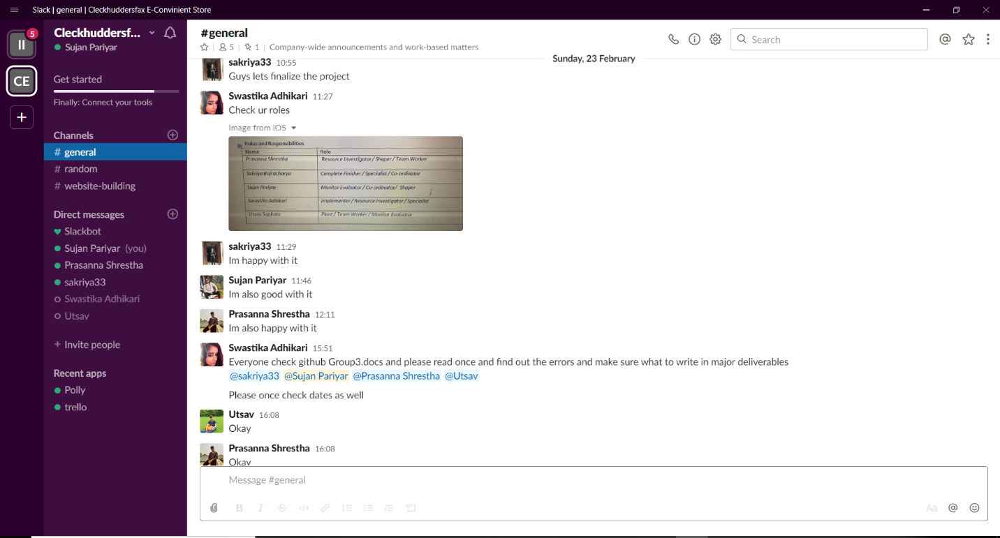 Slack | general | Cleckhuddersfax E-Convinient Store
II
5
CE
+
Cleckhuddersf...
Sujan Pariyar
Get started
Finally: Connect your tools
Channels
# general
# random
# website-building
Direct messages
Slackbot
Sujan Pariyar (you)
Prasanna Shrestha
sakriya33
Swastika Adhikari
Utsav
+ Invite people
Recent apps
Polly
trello
#general
5 | 1 | Company-wide announcements and work-based matters
Search
Sunday, 23 February
sakriya33 10:55
Guys lets finalize the project
Swastika Adhikari 11:27
Check ur roles
Image from iOS
Roles and Responsibilities
Name Role
Prasanna Shrestha Resource Investigator / Shaper / Team Worker
Sakriya Bajracharya Complete Finisher / Specialist / Co-ordinator
Sujan Pariyar Monitor Evaluator / Co-ordinator/ Shaper
Swastika Adhikari Implementer / Resource Investigator / Specialist
Utsav Sapkota Plant / Team Worker / Monitor Evaluator
sakriya33 11:29
Im happy with it
Sujan Pariyar 11:46
Im also good with it
Prasanna Shrestha 12:11
Im also happy with it
Swastika Adhikari 15:51
Everyone check github Group3.docs and please read once and find out the errors and make sure what to write in major deliverables
@sakriya33 @Sujan Pariyar @Prasanna Shrestha @Utsav
Please once check dates as well
Utsav 16:08
Okay
Prasanna Shrestha 16:08
Okay
Message #general
B I S </> Aa @